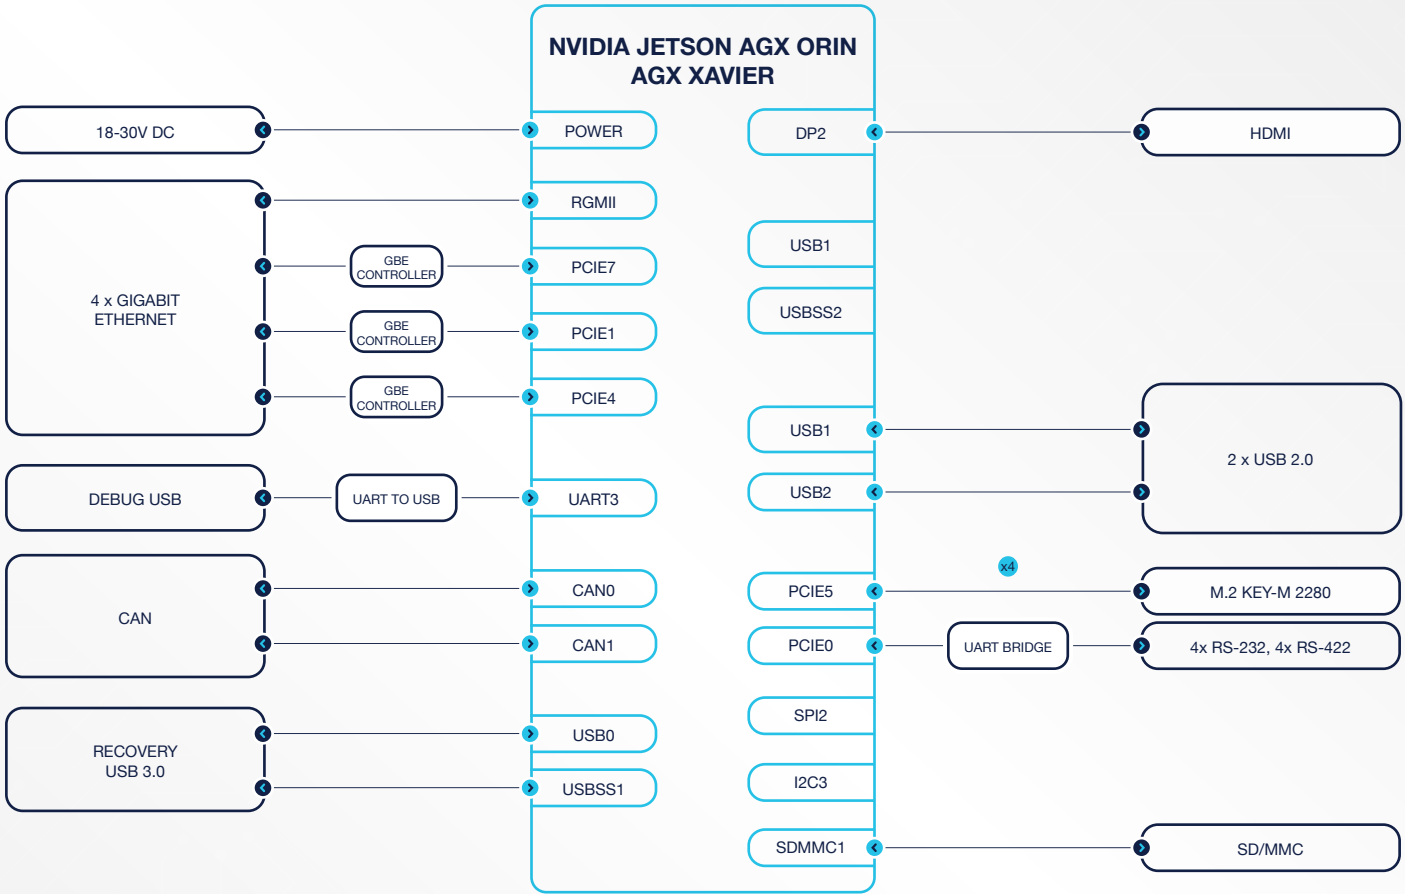 NVIDIA JETSON AGX ORIN
AGX XAVIER
18-30V DC
POWER
DP2
HDMI
RGMII
4 x GIGABIT
ETHERNET
GBE
CONTROLLER
PCIE7
GBE
CONTROLLER
PCIE1
GBE
CONTROLLER
PCIE4
USB1
USBSS2
USB1
USB2
2 x USB 2.0
DEBUG USB
UART TO USB
UART3
CAN
CAN0
CAN1
x4
PCIE5
M.2 KEY-M 2280
PCIE0
UART BRIDGE
4x RS-232, 4x RS-422
RECOVERY
USB 3.0
USB0
USBSS1
SPI2
I2C3
SDMMC1
SD/MMC